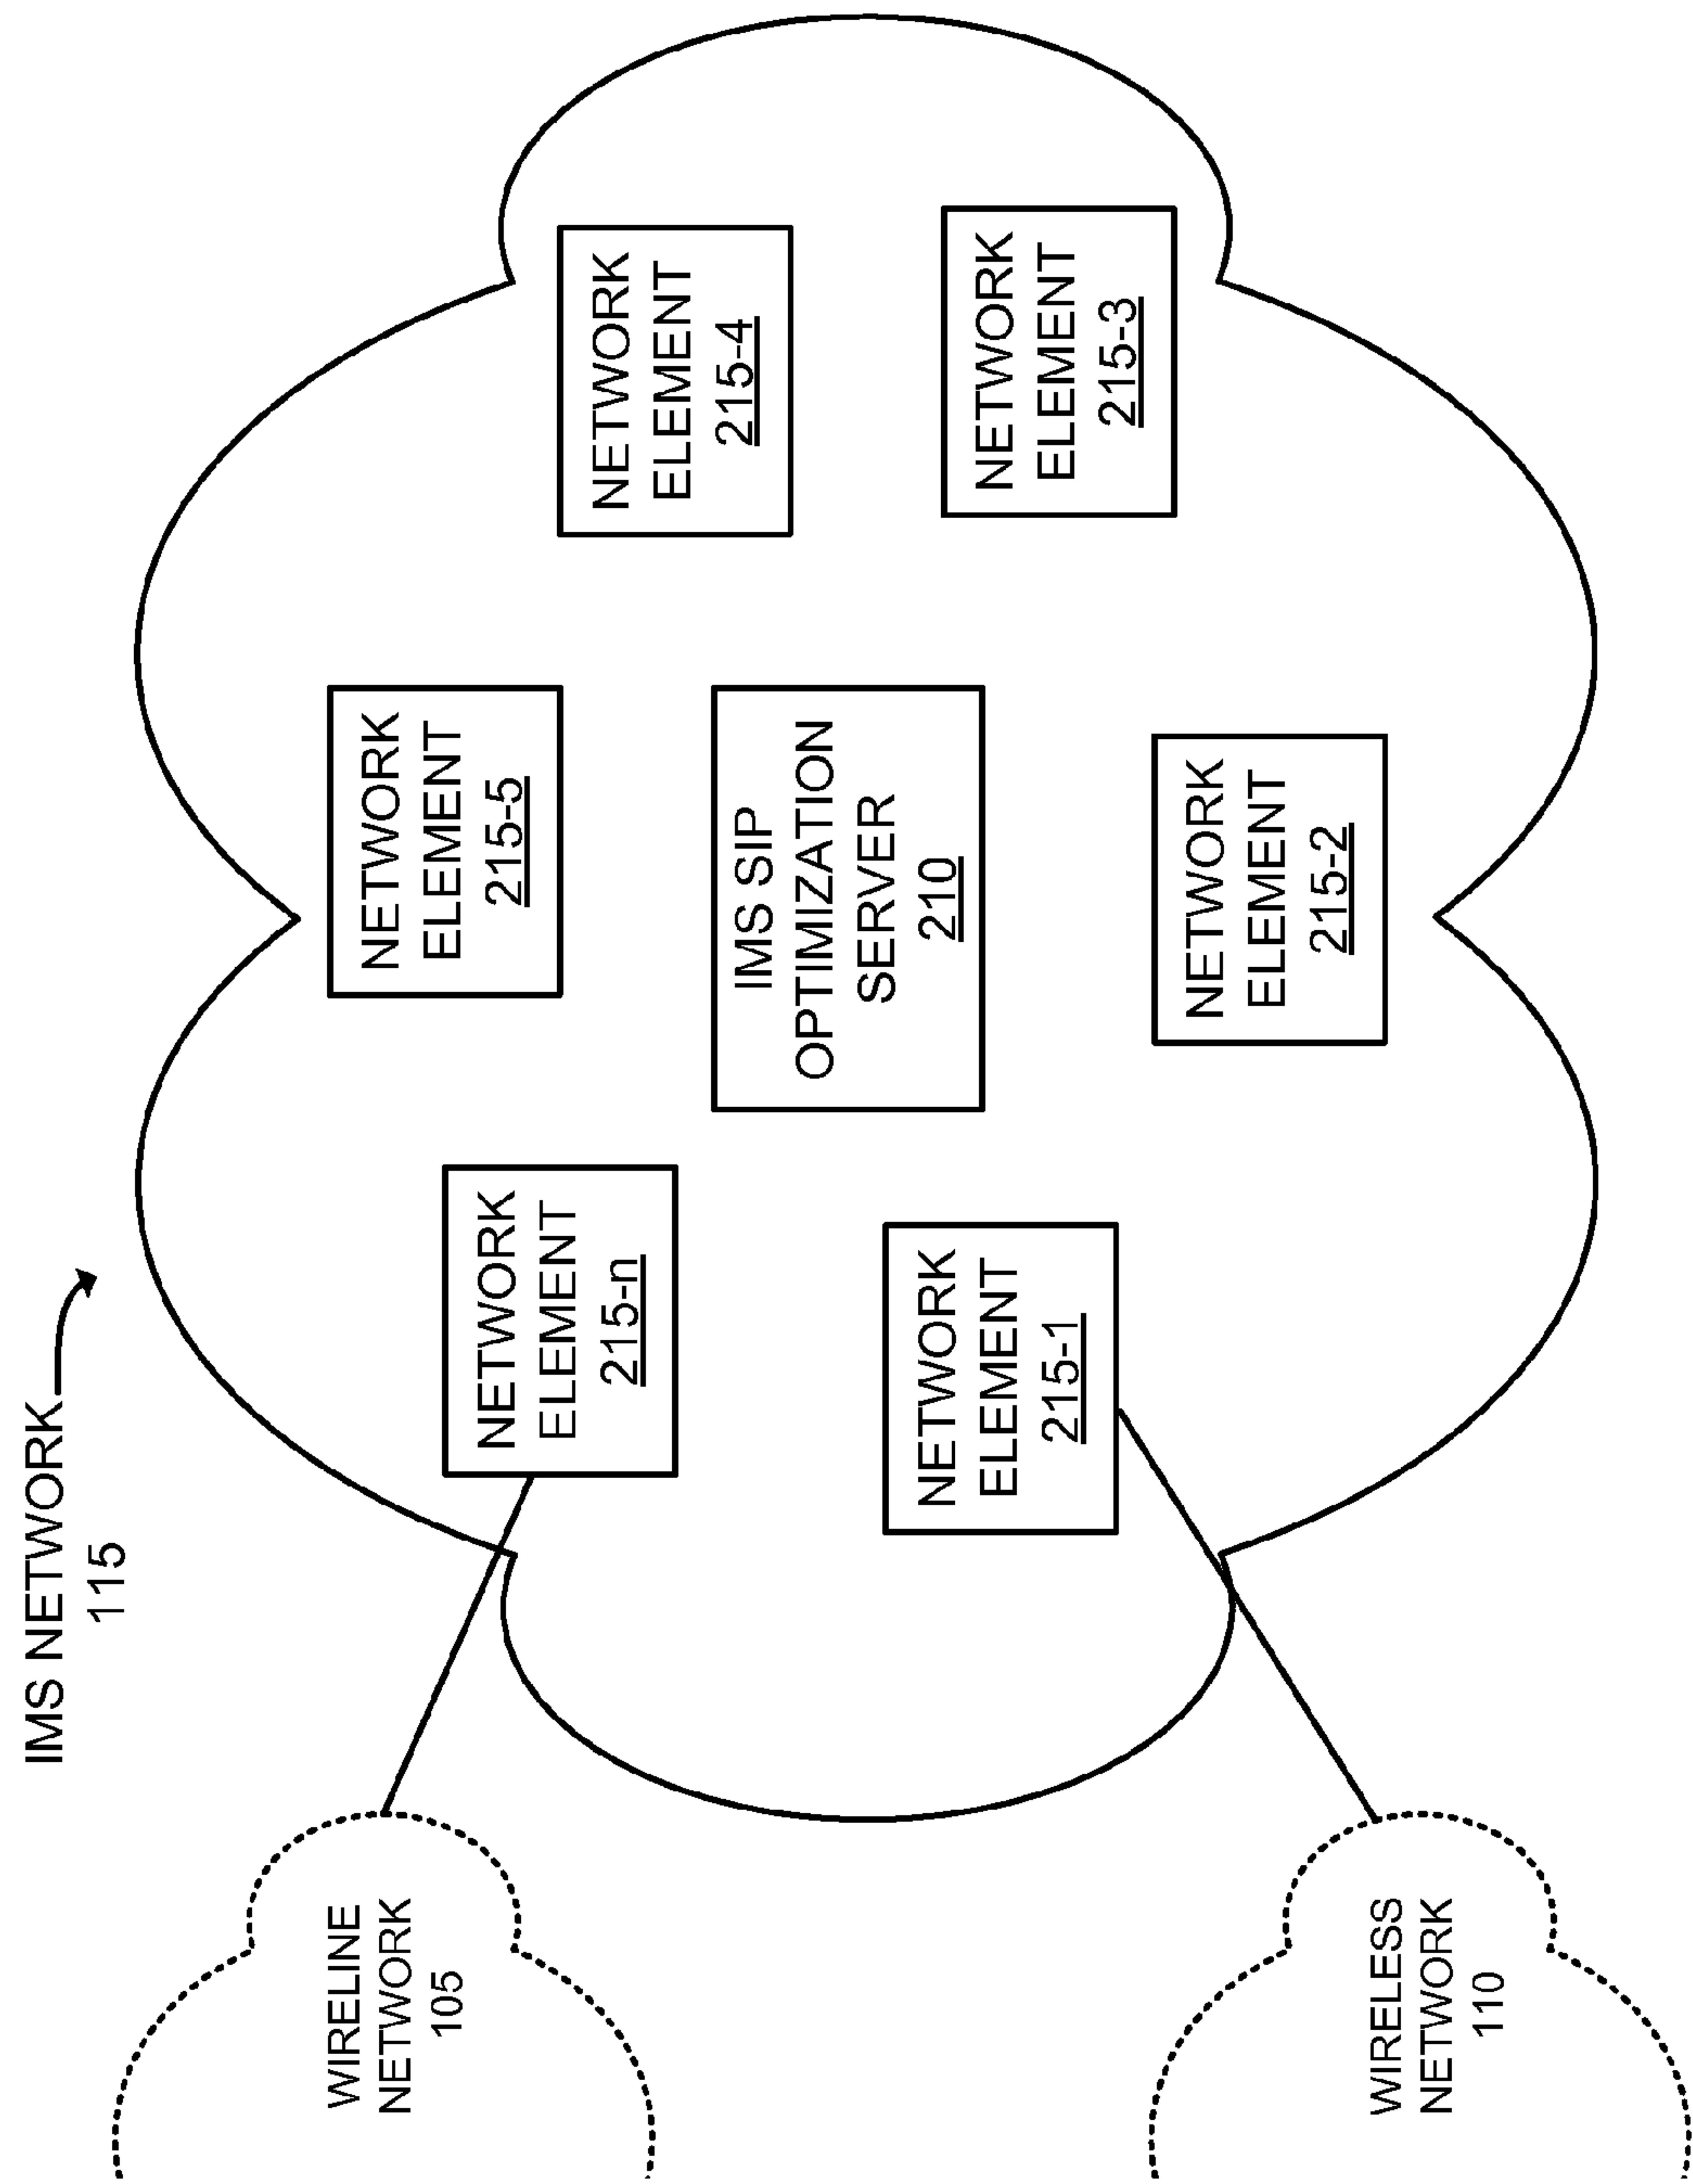 IMS NETWORK
115
WIRELINE
NETWORK
105
WIRELESS
NETWORK
110
NETWORK
ELEMENT
215-n
NETWORK
ELEMENT
215-1
NETWORK
ELEMENT
215-5
IMS SIP
OPTIMIZATION
SERVER
210
NETWORK
ELEMENT
215-2
NETWORK
ELEMENT
215-4
NETWORK
ELEMENT
215-3